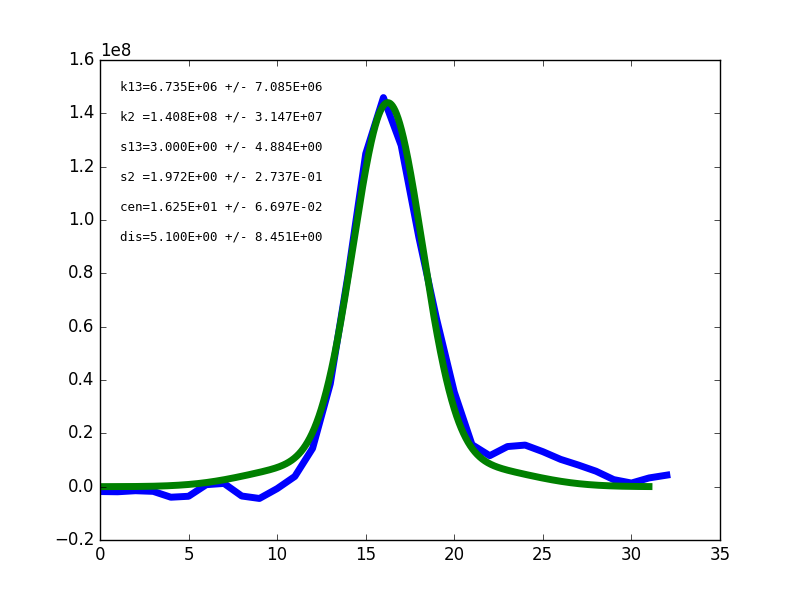 1e8
1.6
k13=6.735E+06 +/- 7.085E+06
1.4
k2 =1.408E+08 +/- 3.147E+07
s13=3.000E+00 +/- 4.884E+00
1.2
s2 =1.972E+00 +/- 2.737E-01
cen=1.625E+01 +/- 6.697E-02
1.0
dis=5.100E+00 +/- 8.451E+00
0.8
0.6
0.4
0.2
0.0
−0.2
0 5 10 15 20 25 30 35